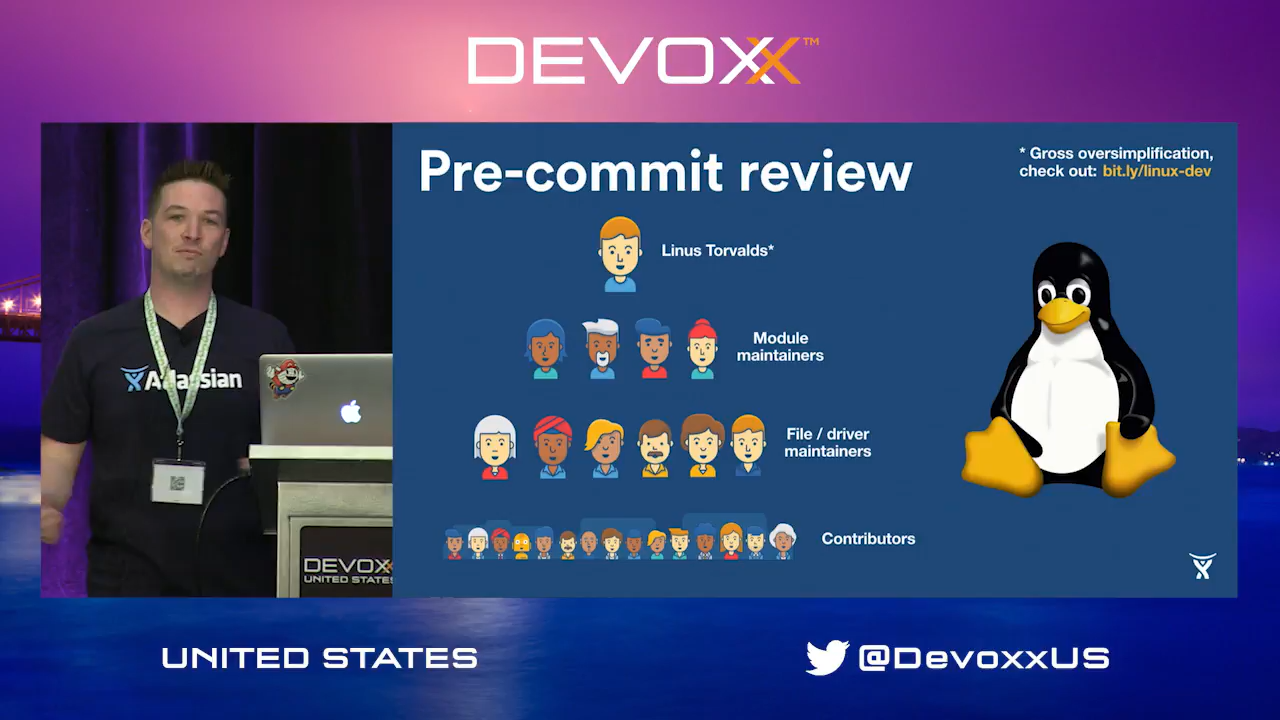 DEVOXX™
Pre-commit review
* Gross oversimplification,
check out: bit.ly/linux-dev
Linus Torvalds*
Module
maintainers
File / driver
maintainers
Contributors
Atlassian
DEVOXX
UNITED STATES
UNITED STATES
@DevoxxUS